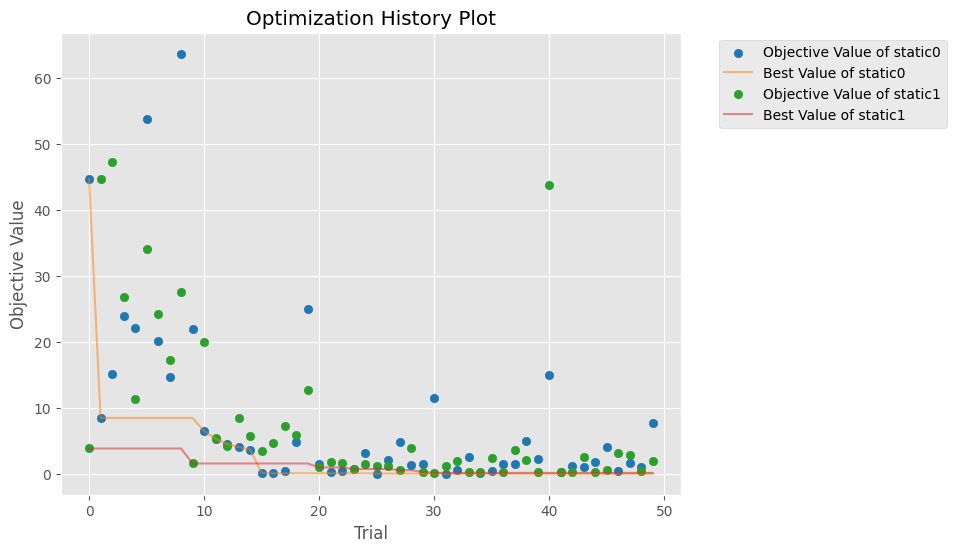 Optimization History Plot
Objective Value of static0
Best Value of static0
Objective Value of static1
Best Value of static1
Objective Value
60
50
40
30
20
10
0
0 10 20 30 40 50
Trial